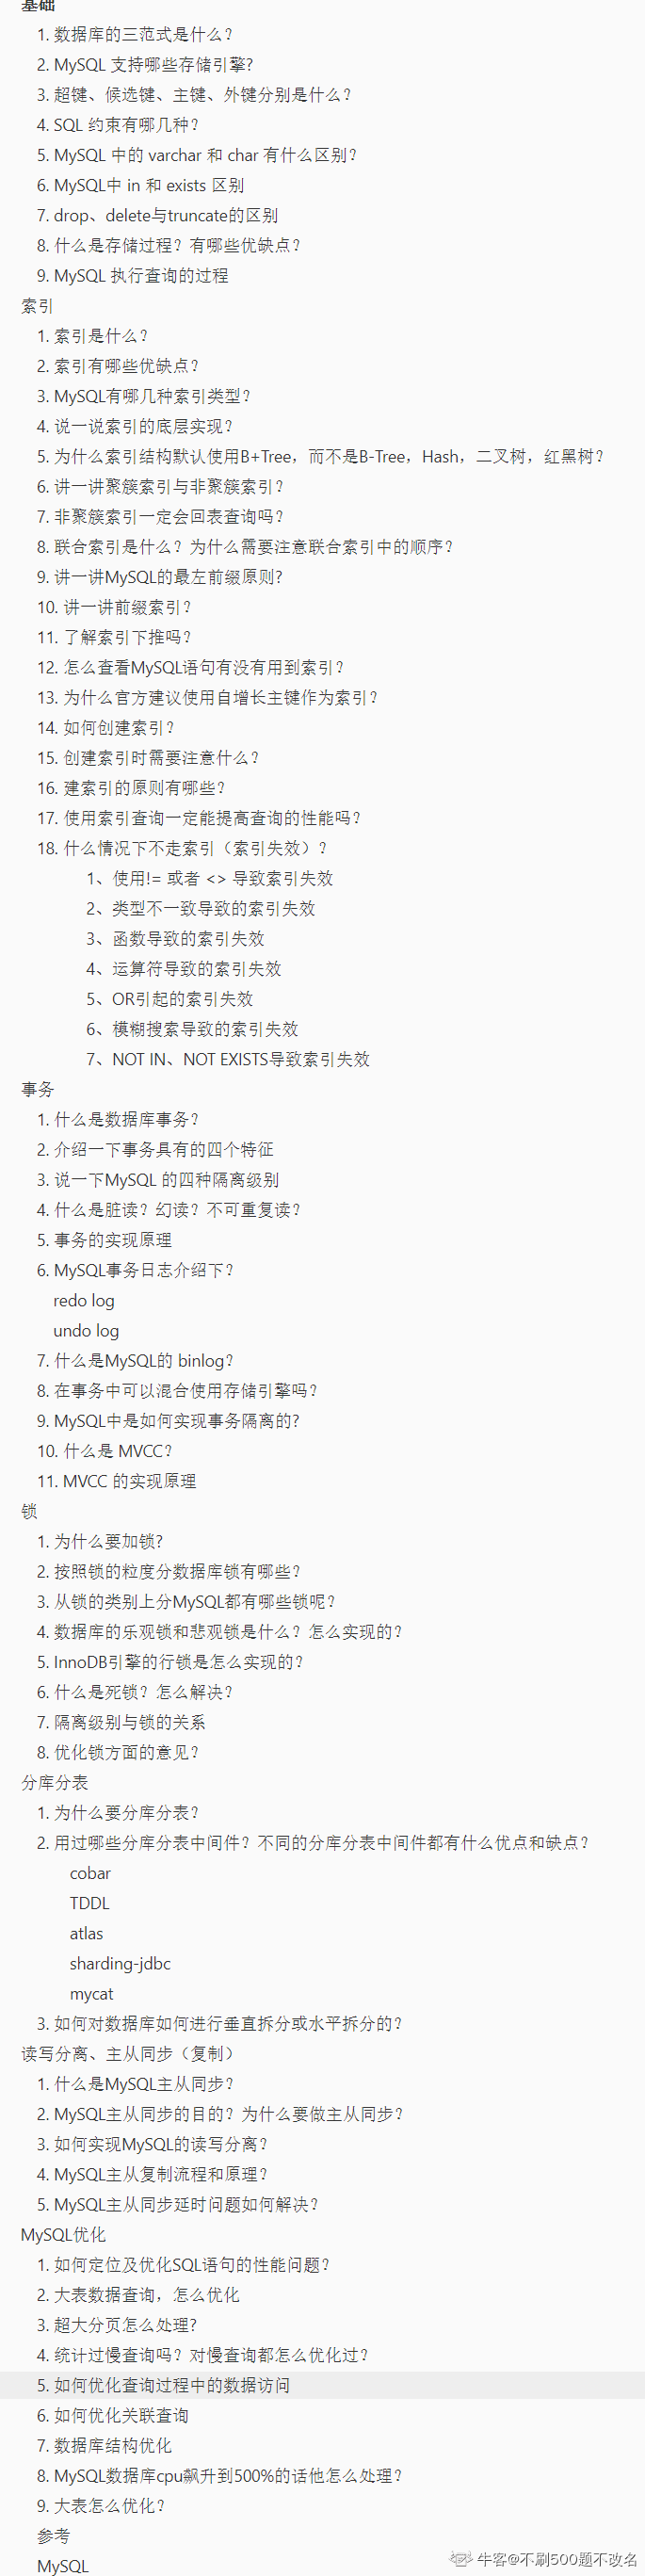 基础
1. 数据库的三范式是什么？
2. MySQL 支持哪些存储引擎?
3. 超键、候选键、主键、外键分别是什么？
4. SQL 约束有哪几种？
5. MySQL 中的 varchar 和 char 有什么区别？
6. MySQL中 in 和 exists 区别
7. drop、delete与truncate的区别
8. 什么是存储过程？有哪些优缺点？
9. MySQL 执行查询的过程
索引
1. 索引是什么？
2. 索引有哪些优缺点？
3. MySQL有哪几种索引类型？
4. 说一说索引的底层实现？
5. 为什么索引结构默认使用B+Tree，而不是B-Tree，Hash，二叉树，红黑树？
6. 讲一讲聚簇索引与非聚簇索引？
7. 非聚簇索引一定会回表查询吗？
8. 联合索引是什么？为什么需要注意联合索引中的顺序？
9. 讲一讲MySQL的最左前缀原则?
10. 讲一讲前缀索引？
11. 了解索引下推吗？
12. 怎么查看MySQL语句有没有用到索引？
13. 为什么官方建议使用自增长主键作为索引？
14. 如何创建索引？
15. 创建索引时需要注意什么？
16. 建索引的原则有哪些？
17. 使用索引查询一定能提高查询的性能吗？
18. 什么情况下不走索引（索引失效）？
1、使用!= 或者 <> 导致索引失效
2、类型不一致导致的索引失效
3、函数导致的索引失效
4、运算符导致的索引失效
5、OR引起的索引失效
6、模糊搜索导致的索引失效
7、NOT IN、NOT EXISTS导致索引失效
事务
1. 什么是数据库事务？
2. 介绍一下事务具有的四个特征
3. 说一下MySQL 的四种隔离级别
4. 什么是脏读？幻读？不可重复读？
5. 事务的实现原理
6. MySQL事务日志介绍下？
redo log
undo log
7. 什么是MySQL的 binlog？
8. 在事务中可以混合使用存储引擎吗？
9. MySQL中是如何实现事务隔离的?
10. 什么是 MVCC？
11. MVCC 的实现原理
锁
1. 为什么要加锁?
2. 按照锁的粒度分数据库锁有哪些？
3. 从锁的类别上分MySQL都有哪些锁呢？
4. 数据库的乐观锁和悲观锁是什么？怎么实现的？
5. InnoDB引擎的行锁是怎么实现的？
6. 什么是死锁？怎么解决？
7. 隔离级别与锁的关系
8. 优化锁方面的意见？
分库分表
1. 为什么要分库分表？
2. 用过哪些分库分表中间件？不同的分库分表中间件都有什么优点和缺点？
cobar
TDDL
atlas
sharding-jdbc
mycat
3. 如何对数据库如何进行垂直拆分或水平拆分的？
读写分离、主从同步（复制）
1. 什么是MySQL主从同步？
2. MySQL主从同步的目的？为什么要做主从同步？
3. 如何实现MySQL的读写分离？
4. MySQL主从复制流程和原理？
5. MySQL主从同步延时问题如何解决？
MySQL优化
1. 如何定位及优化SQL语句的性能问题？
2. 大表数据查询，怎么优化
3. 超大分页怎么处理?
4. 统计过慢查询吗？对慢查询都怎么优化过？
5. 如何优化查询过程中的数据访问
6. 如何优化关联查询
7. 数据库结构优化
8. MySQL数据库cpu飙升到500%的话他怎么处理？
9. 大表怎么优化？
参考
MySQL
牛客@不刷500题不改名